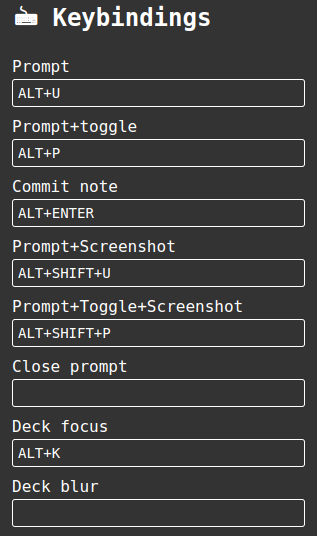 Keybindings
Prompt
ALT+U
Prompt+toggle
ALT+P
Commit note
ALT+ENTER
Prompt+Screenshot
ALT+SHIFT+U
Prompt+Toggle+Screenshot
ALT+SHIFT+P
Close prompt
Deck focus
ALT+K
Deck blur